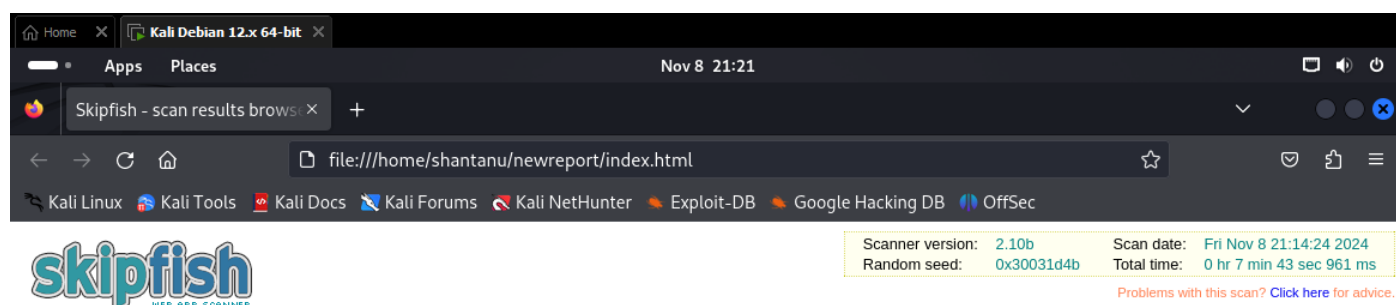 Home Kali Debian 12.x 64-bit
Apps Places Nov 8 21:21
Skipfish - scan results brows
file:///home/shantanu/newreport/index.html
Kali Linux Kali Tools Kali Docs Kali Forums Kali NetHunter Exploit-DB Google Hacking DB OffSec
skipfish
WEB APP SCANNER
Scanner version: 2.10b Scan date: Fri Nov 8 21:14:24 2024
Random seed: 0x30031d4b Total time: 0 hr 7 min 43 sec 961 ms
Problems with this scan? Click here for advice.